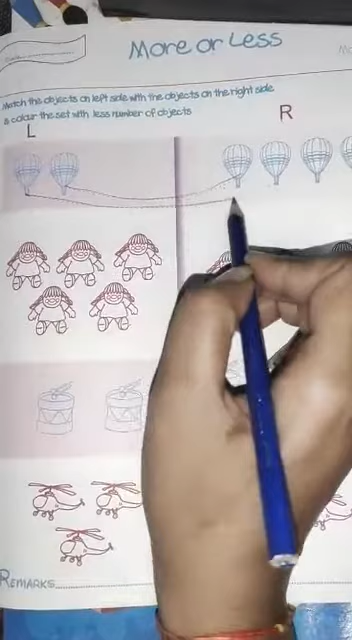 More or Less
Match the objects on left side with the objects on the right side
& colour the set with less number of objects
L
R
REMARKS